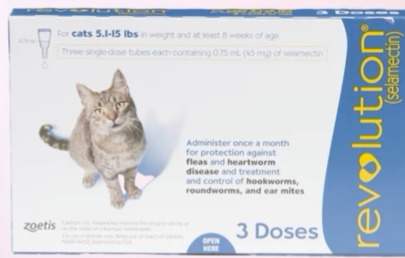 3 Doses
For cats 5.1-15 lbs in weight and at least 8 weeks of age
Three single-dose tubes each containing 0.75 mL (45 mg) of selamectin
revolution
(selamectin)
Administer once a month
for protection against
fleas and heartworm
disease and treatment
and control of hookworms,
roundworms, and ear mites
zoetis
3 Doses
OPEN
HERE